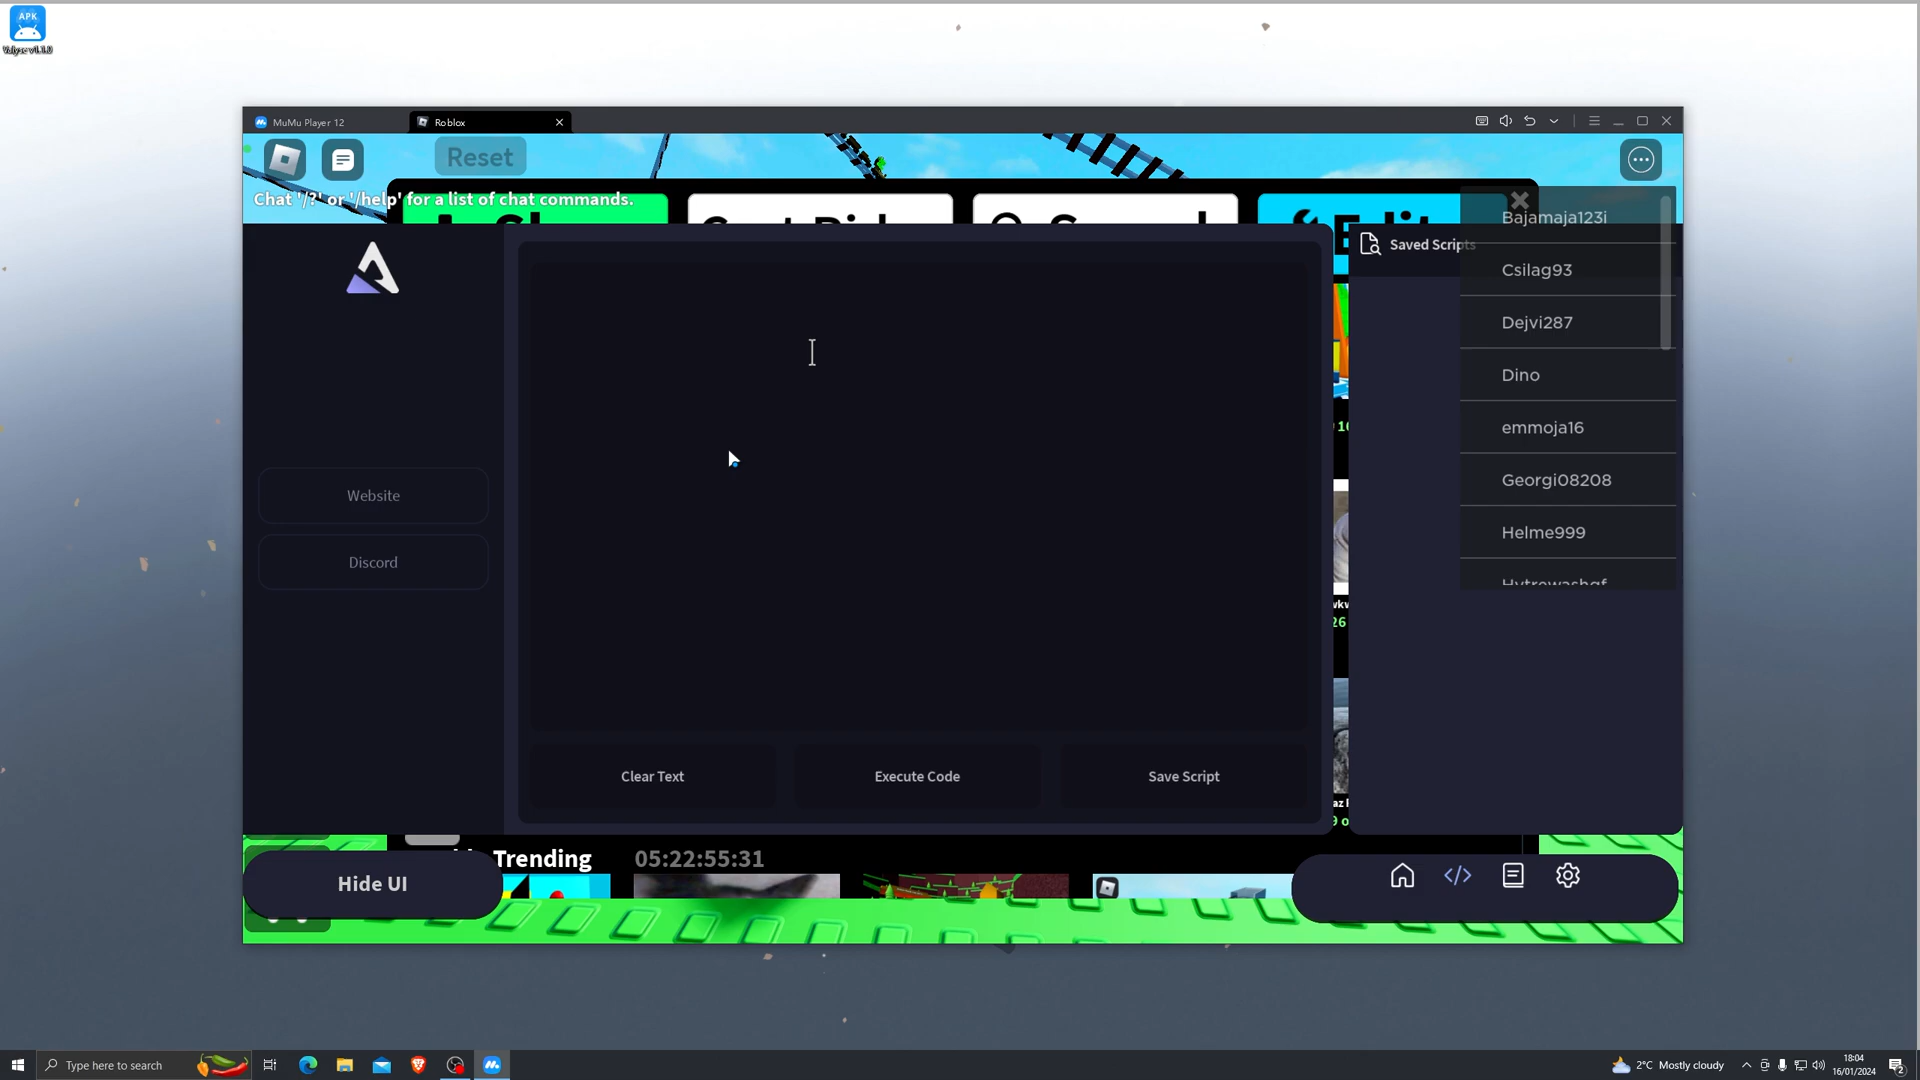 APK
MuMu Player 12
Roblox
Reset
Chat '/?' or '/help' for a list of chat commands.
Edit
Bajamaja123i
Saved Scripts
Csilag93
Dejvi287
Dino
emmoja16
Georgi08208
Helme999
Website
Discord
Clear Text
Execute Code
Save Script
Trending
05:22:55:31
Hide UI
Type here to search
2°C Mostly cloudy
18:04
16/01/2024
2